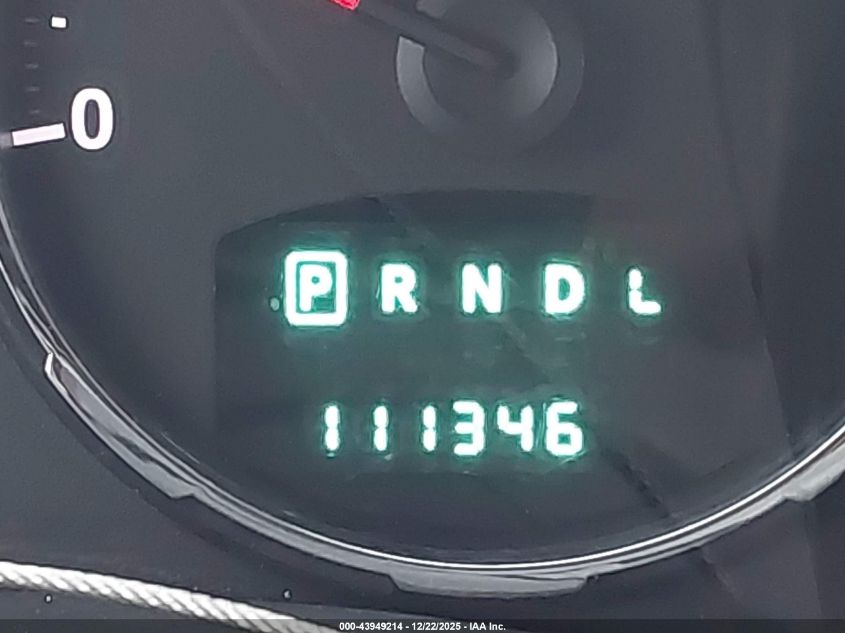 0
P R N D L
111346
000-43949214 - 12/22/2025 - IAA Inc.